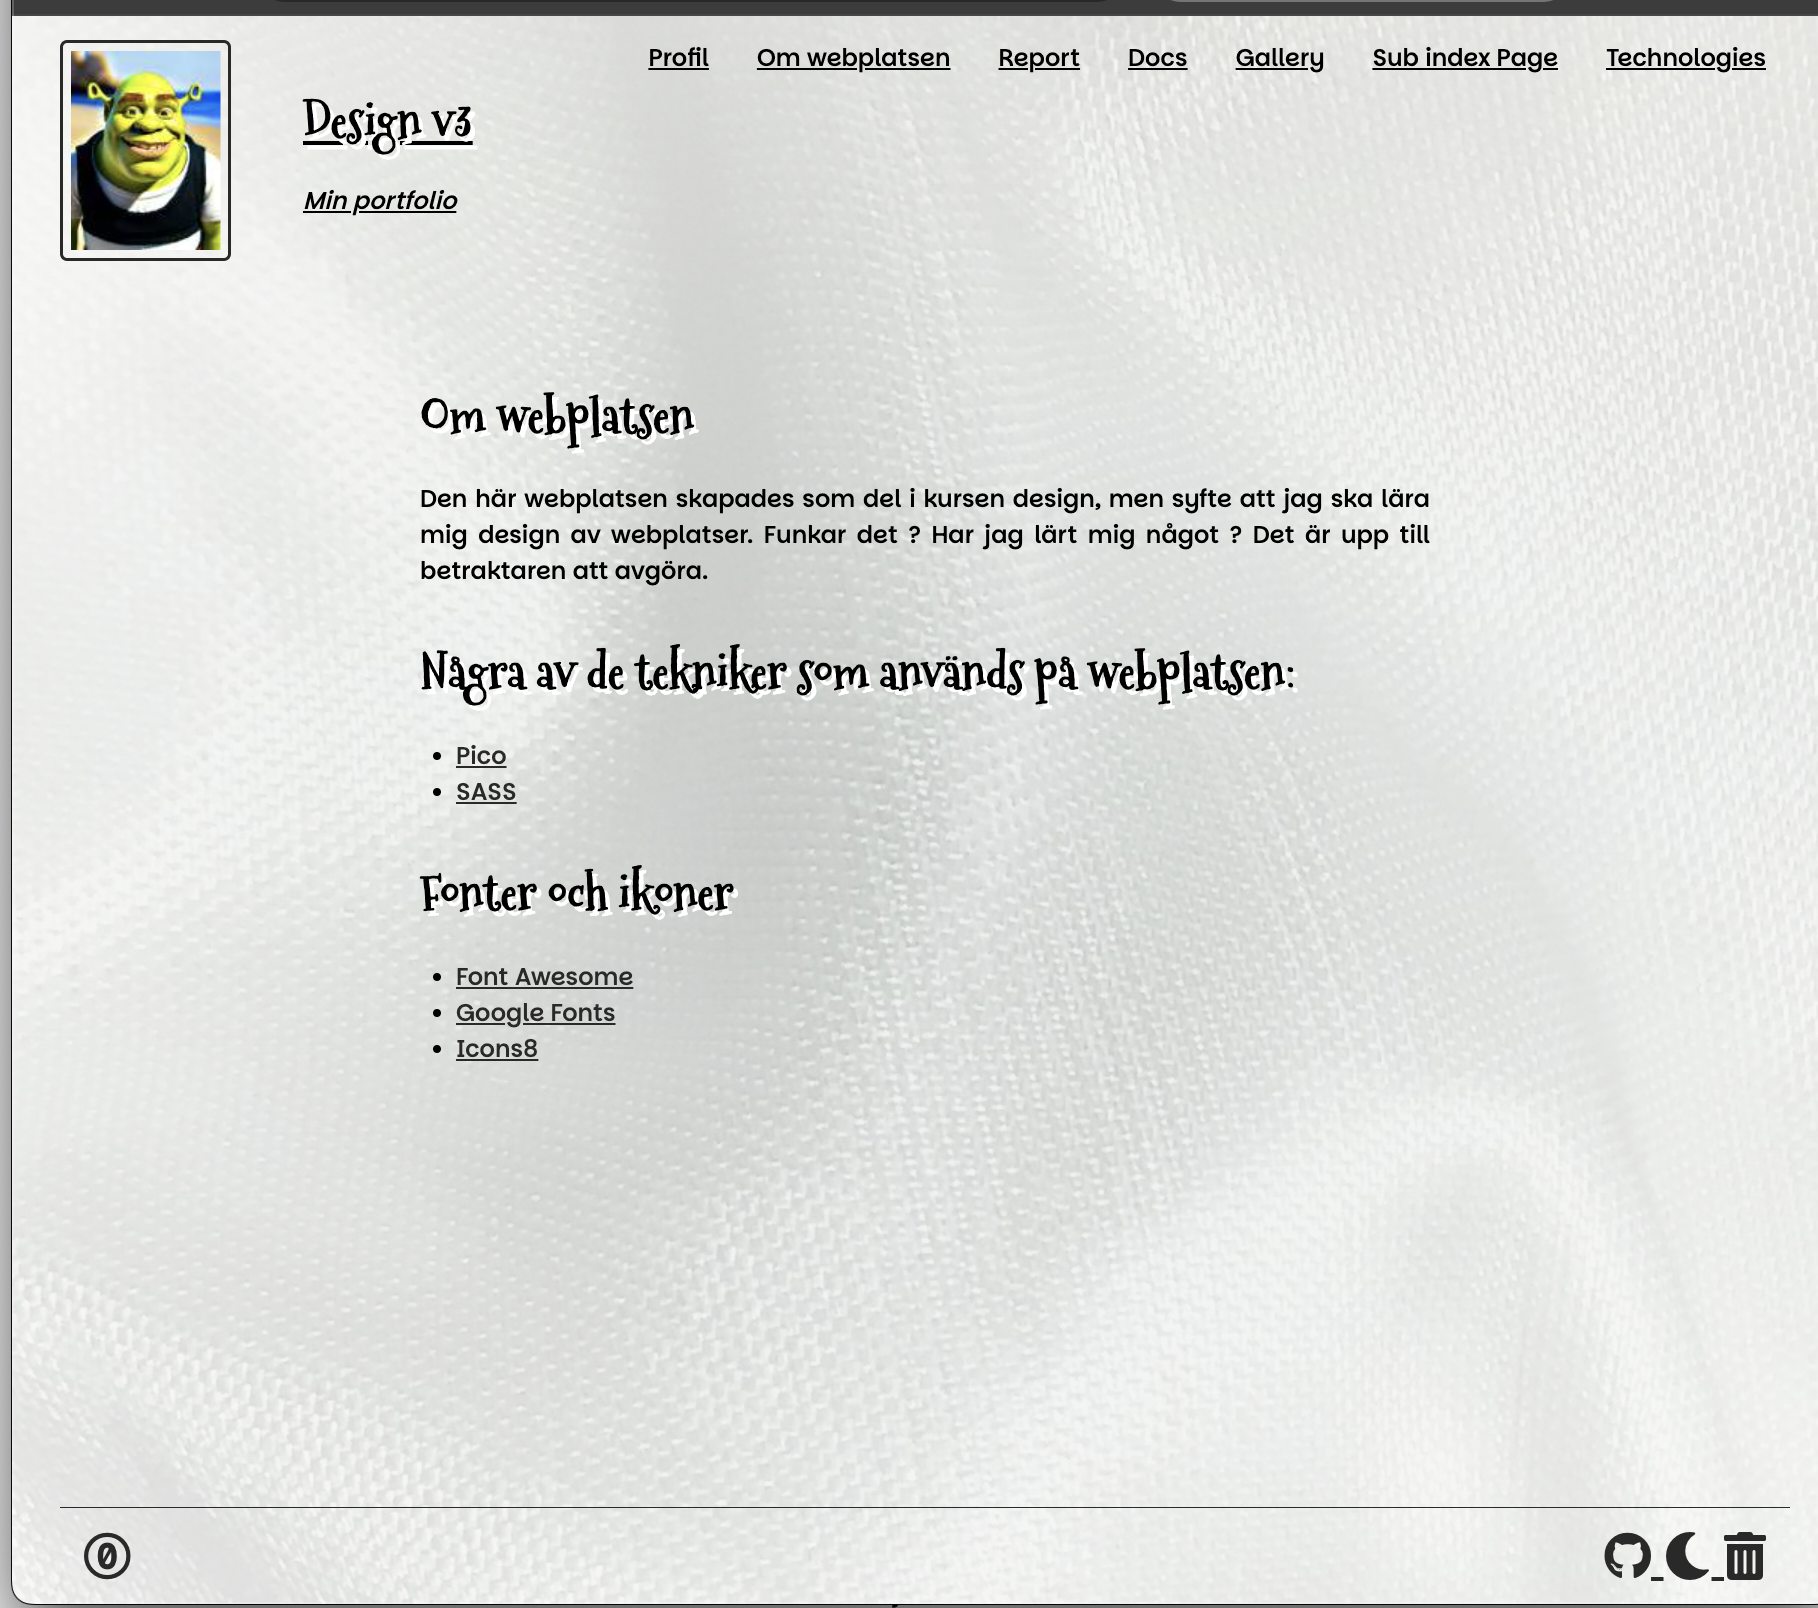 Profil Om webplatsen Report Docs Gallery Sub index Page Technologies
Design v3
Min portfolio
Om webplatsen
Den här webplatsen skapades som del i kursen design, men syfte att jag ska lära
mig design av webplatser. Funkar det ? Har jag lärt mig något ? Det är upp till
betraktaren att avgöra.
Några av de tekniker som används på webplatsen:
Pico
SASS
Fonter och ikoner
Font Awesome
Google Fonts
Icons8
0